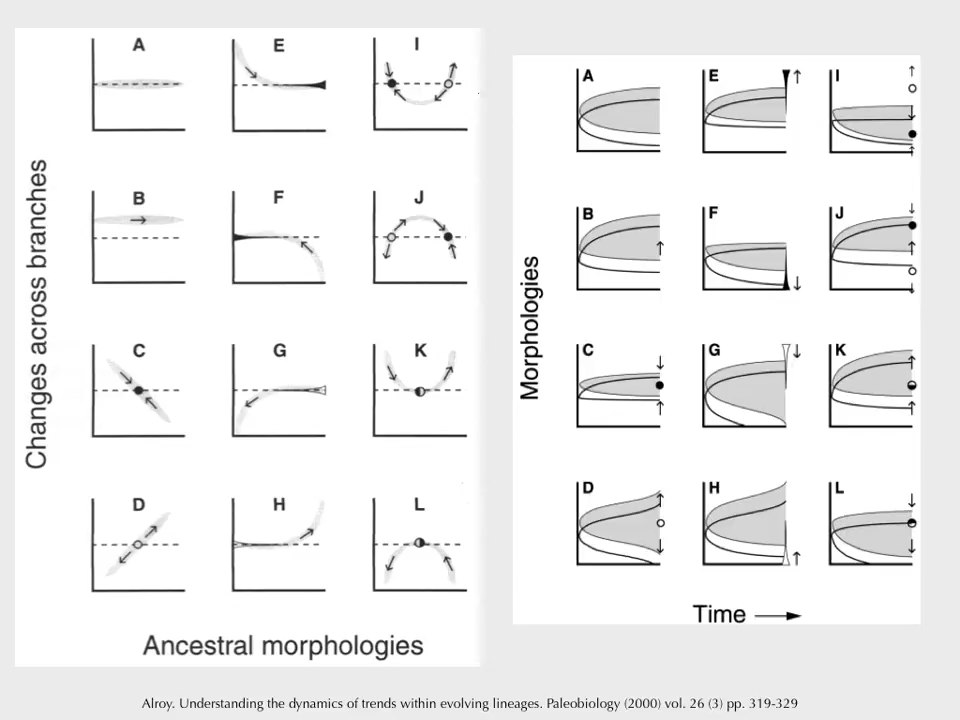 A E I
B F J
C G K
D H L
Changes across branches
Ancestral morphologies
A E I
B F J
C G K
D H L
Morphologies
Time
Alroy. Understanding the dynamics of trends within evolving lineages. Paleobiology (2000) vol. 26 (3) pp. 319-329